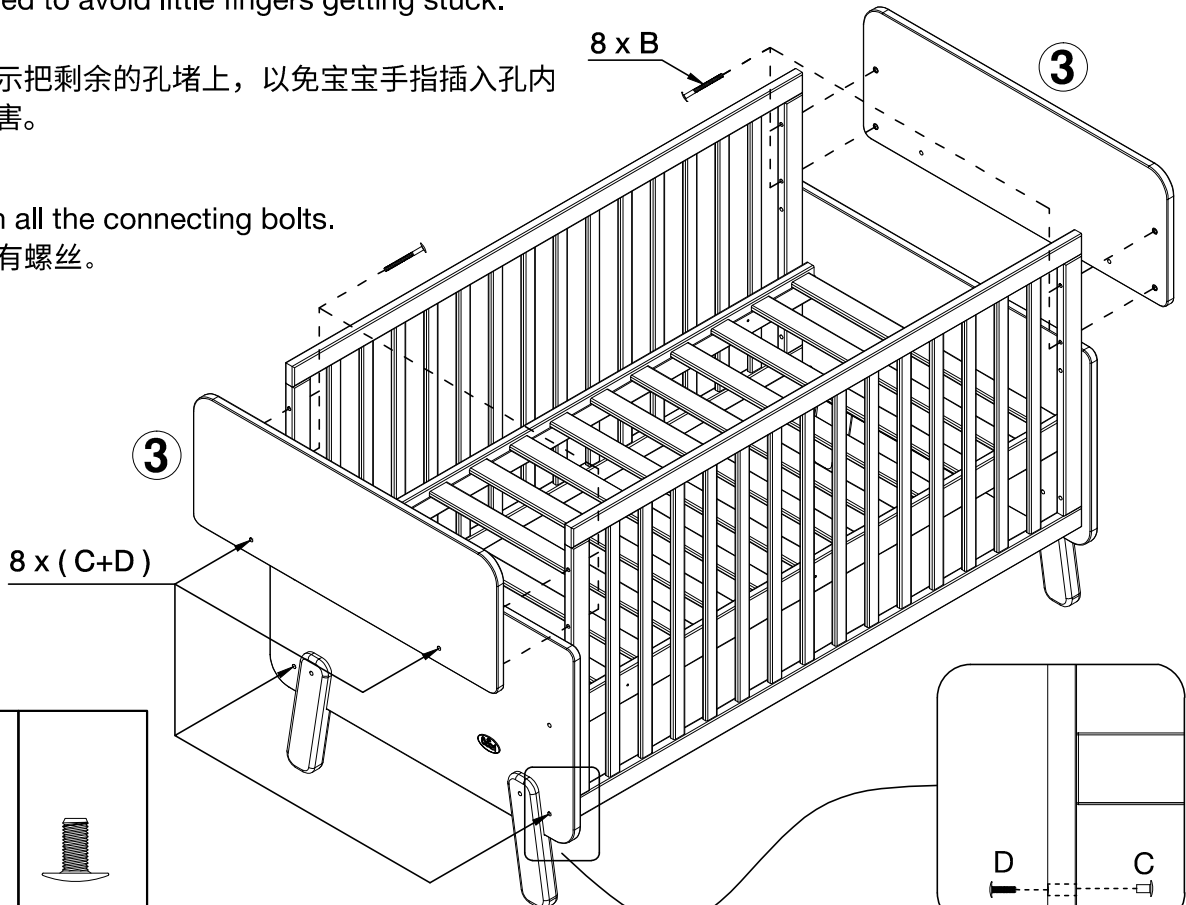 ed to avoid little fingers getting stuck.
示把剩余的孔堵上，以免宝宝手指插入孔内
害。
n all the connecting bolts.
有螺丝。
8 x B
3
3
8 x ( C+D )
D
C